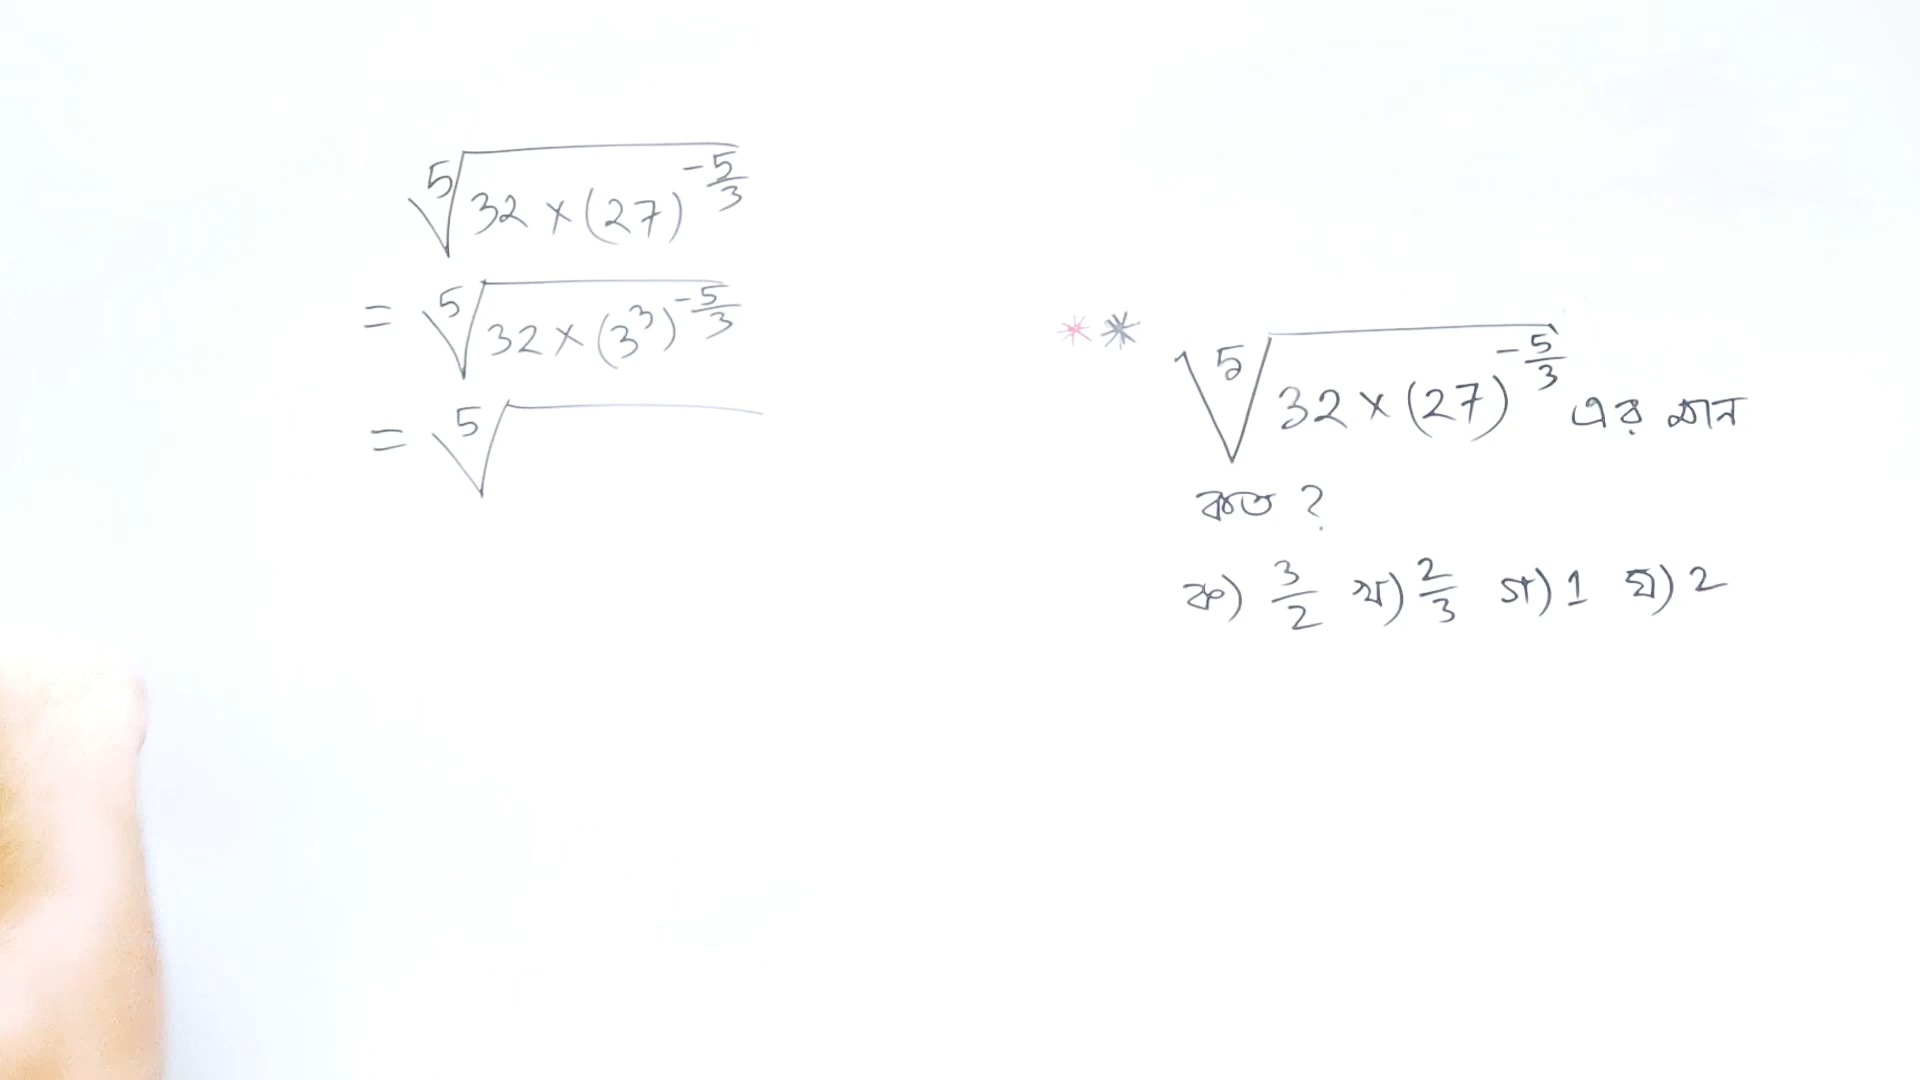 ⁵√(32 × (27)^(-5/3))
= ⁵√(32 × (3³)^(-5/3))
= ⁵√
** ⁵√(32 × (27)^(-5/3)) এর মান
কত ?
ক) 3/2 খ) 2/3 গ) 1 ঘ) 2